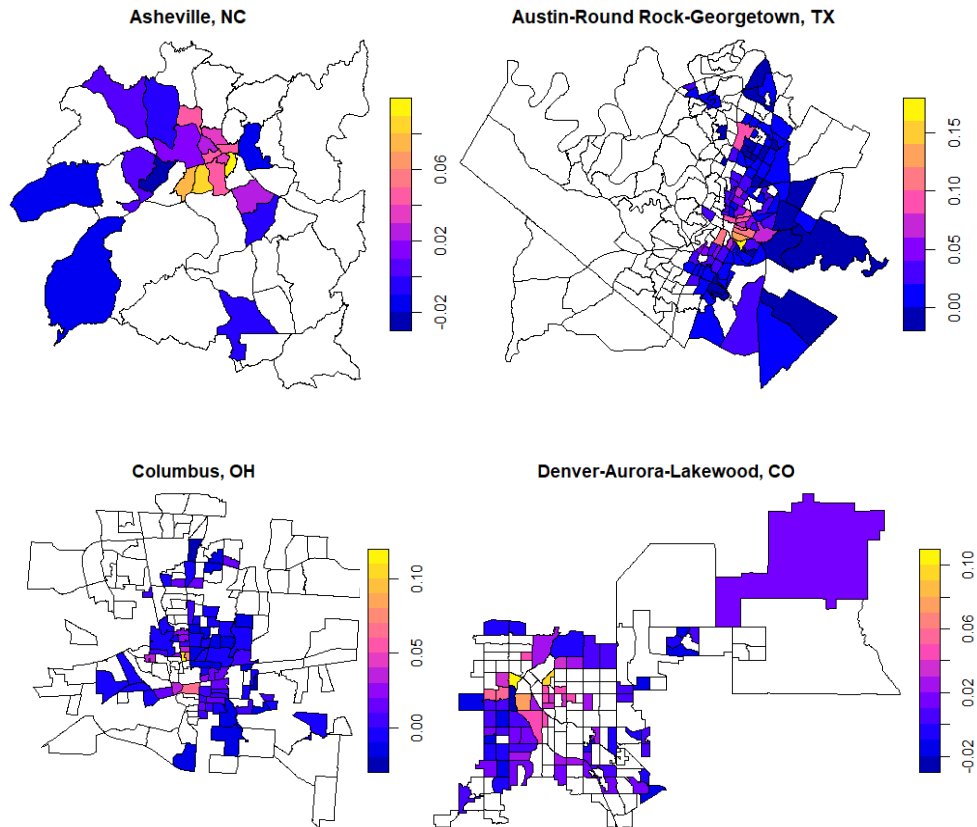 Asheville, NC
-0.02 0.02 0.06
Austin-Round Rock-Georgetown, TX
0.00 0.05 0.10 0.15
Columbus, OH
0.00 0.05 0.10
Denver-Aurora-Lakewood, CO
-0.02 0.02 0.06 0.10